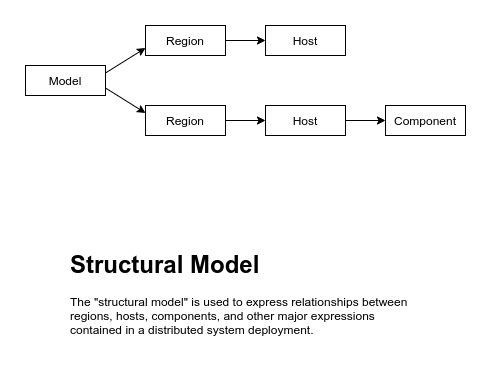 Region
Host
Model
Region
Host
Component
Structural Model
The "structural model" is used to express relationships between
regions, hosts, components, and other major expressions
contained in a distributed system deployment.